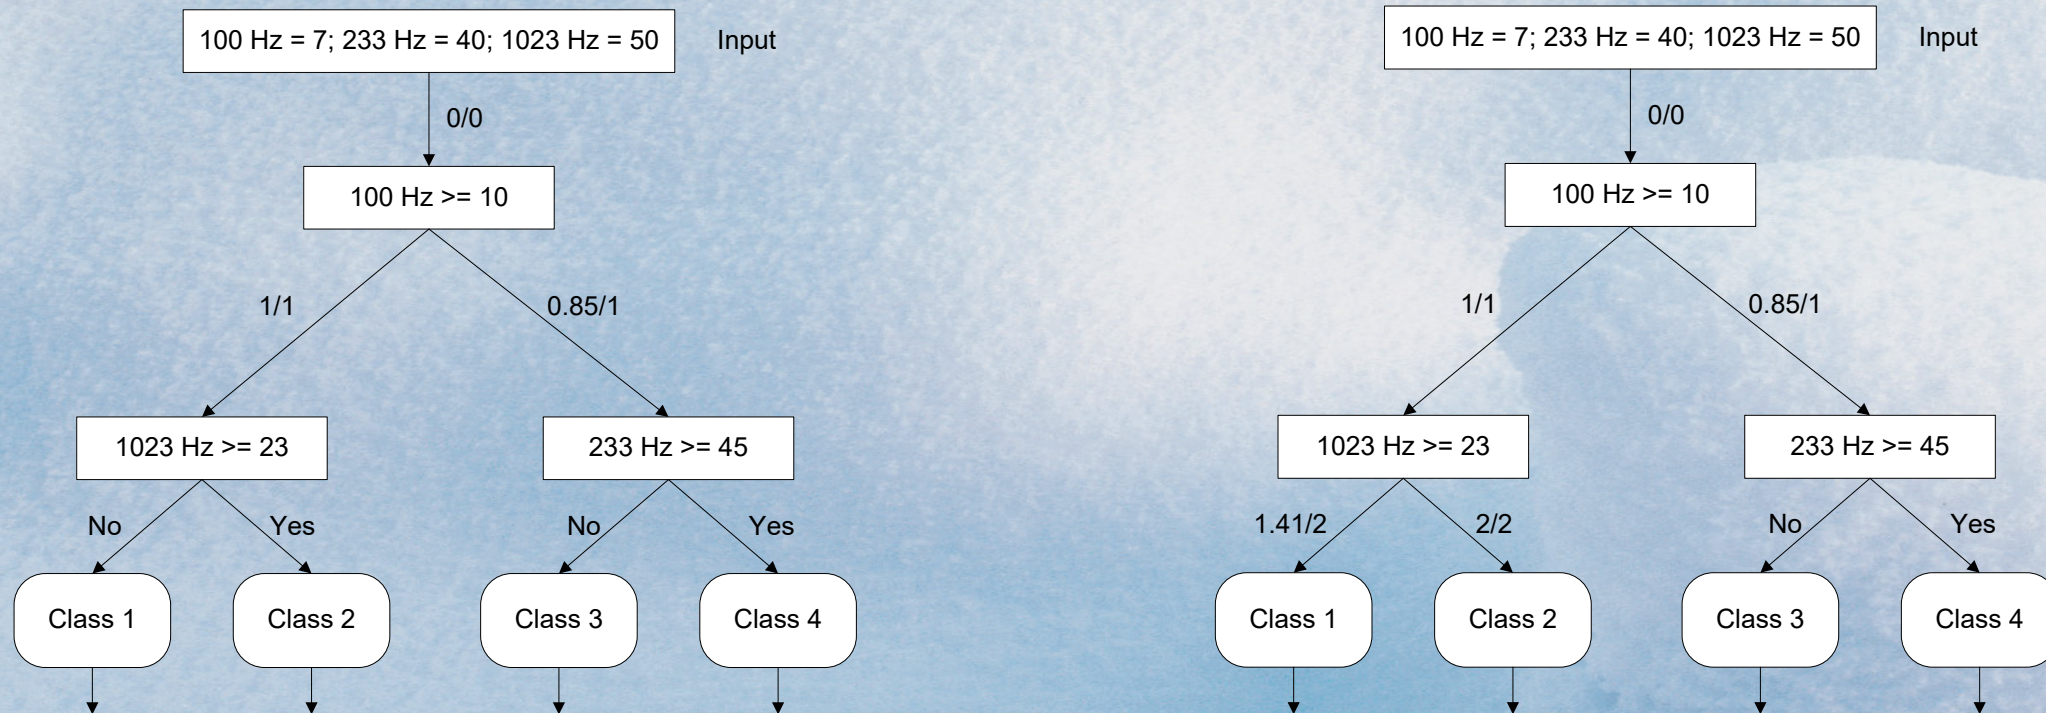 100 Hz = 7; 233 Hz = 40; 1023 Hz = 50
Input
0/0
100 Hz >= 10
1/1
0.85/1
1023 Hz >= 23
233 Hz >= 45
No
Yes
No
Yes
Class 1
Class 2
Class 3
Class 4
100 Hz = 7; 233 Hz = 40; 1023 Hz = 50
Input
0/0
100 Hz >= 10
1/1
0.85/1
1023 Hz >= 23
233 Hz >= 45
1.41/2
2/2
No
Yes
Class 1
Class 2
Class 3
Class 4